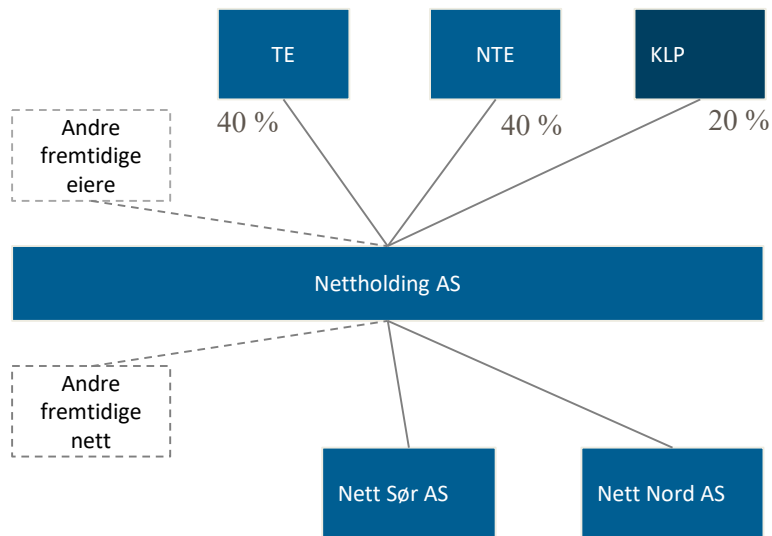 TE
NTE
KLP
40 %
40 %
20 %
Andre
fremtidige
eiere
Nettholding AS
Andre
fremtidige
nett
Nett Sør AS
Nett Nord AS